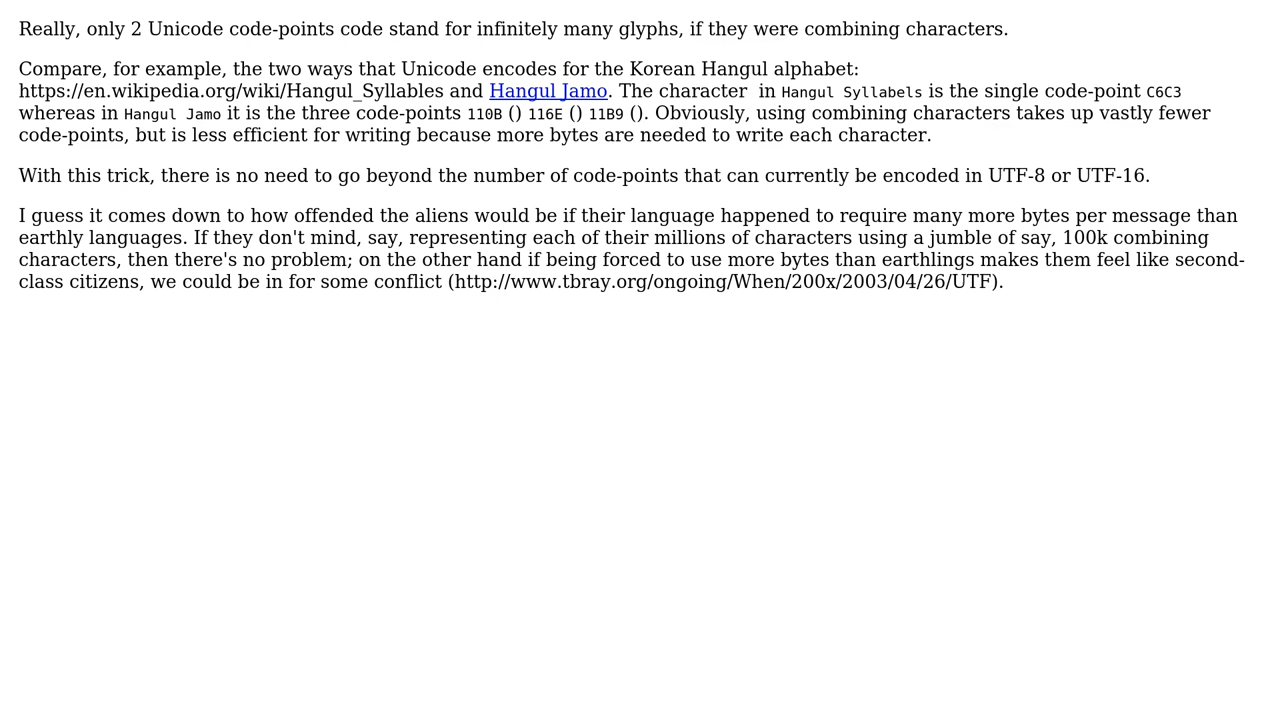 Really, only 2 Unicode code-points code stand for infinitely many glyphs, if they were combining characters.
Compare, for example, the two ways that Unicode encodes for the Korean Hangul alphabet:
https://en.wikipedia.org/wiki/Hangul_Syllables and Hangul Jamo. The character  in Hangul Syllabels is the single code-point C6C3
whereas in Hangul Jamo it is the three code-points 110B () 116E () 11B9 (). Obviously, using combining characters takes up vastly fewer
code-points, but is less efficient for writing because more bytes are needed to write each character.
With this trick, there is no need to go beyond the number of code-points that can currently be encoded in UTF-8 or UTF-16.
I guess it comes down to how offended the aliens would be if their language happened to require many more bytes per message than
earthly languages. If they don't mind, say, representing each of their millions of characters using a jumble of say, 100k combining
characters, then there's no problem; on the other hand if being forced to use more bytes than earthlings makes them feel like second-
class citizens, we could be in for some conflict (http://www.tbray.org/ongoing/When/200x/2003/04/26/UTF).